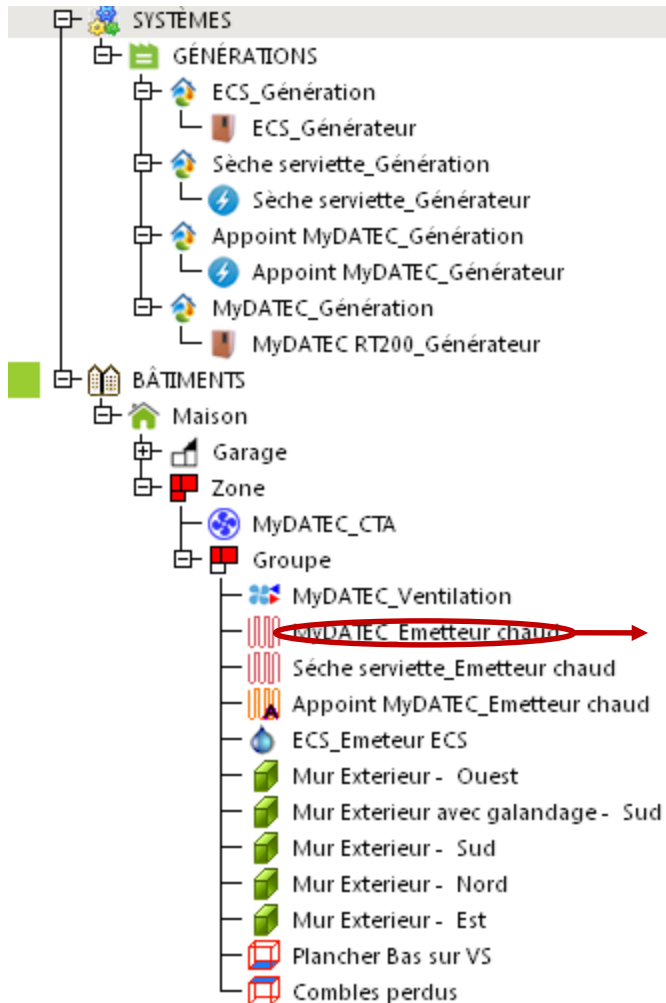 SYSTÈMES
GÉNÉRATIONS
ECS_Génération
ECS_Générateur
Sèche serviette_Génération
Sèche serviette_Générateur
Appoint MyDATEC_Génération
Appoint MyDATEC_Générateur
MyDATEC_Génération
MyDATEC RT200_Générateur
BÂTIMENTS
Maison
Garage
Zone
MyDATEC_CTA
Groupe
MyDATEC_Ventilation
MyDATEC_Emetteur chaud
Séche serviette_Emetteur chaud
Appoint MyDATEC_Emetteur chaud
ECS_Emeteur ECS
Mur Exterieur - Ouest
Mur Exterieur avec galandage - Sud
Mur Exterieur - Sud
Mur Exterieur - Nord
Mur Exterieur - Est
Plancher Bas sur VS
Combles perdus